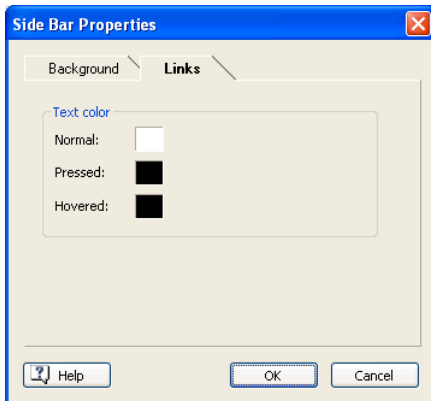 Side Bar Properties
Background Links
Text color
Normal:
Pressed:
Hovered:
Help OK Cancel